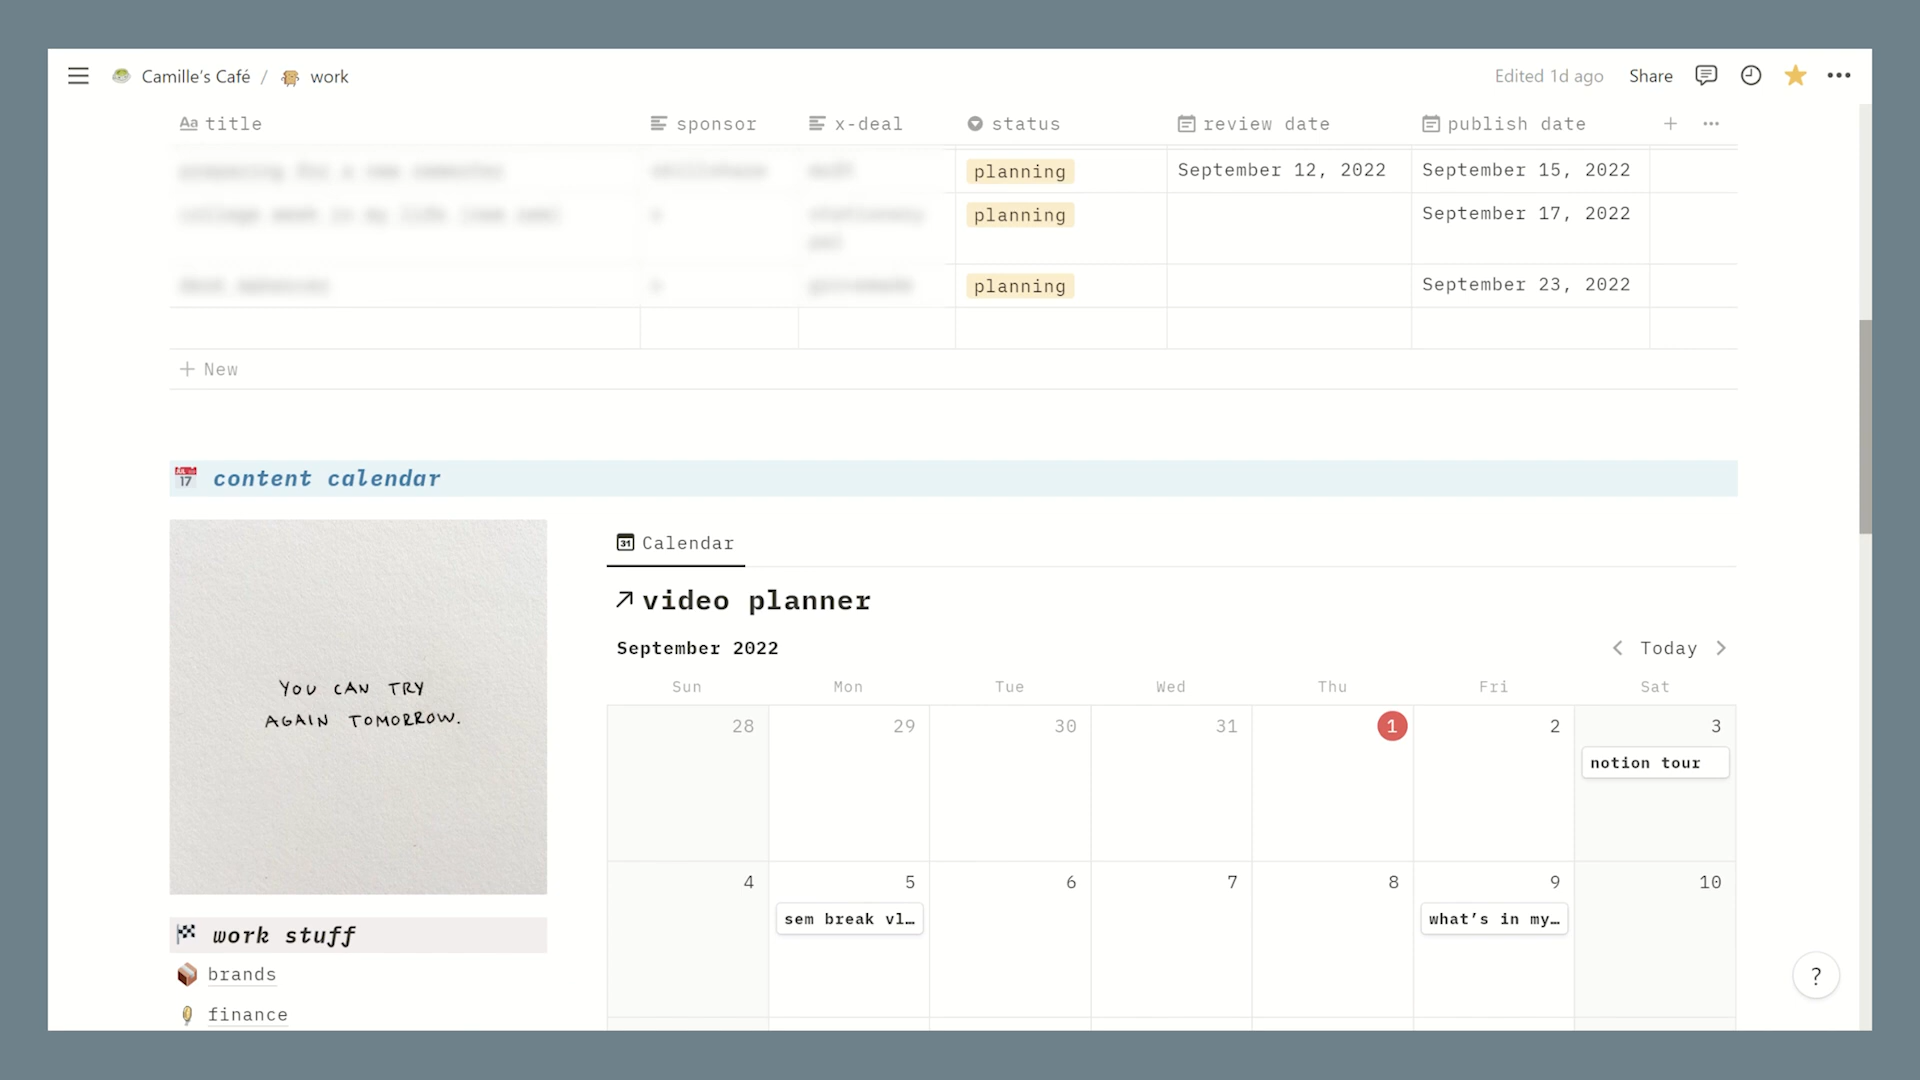 Camille's Café / work
Edited 1d ago Share
Aa title sponsor x-deal status review date publish date
planning September 12, 2022 September 15, 2022
planning September 17, 2022
planning September 23, 2022
+ New
JUL 17 content calendar
YOU CAN TRY
AGAIN TOMORROW.
31 Calendar
video planner
September 2022 Today
Sun Mon Tue Wed Thu Fri Sat
28 29 30 31 1 2 3
notion tour
4 5 6 7 8 9 10
sem break vl… what's in my…
work stuff
brands
finance
?